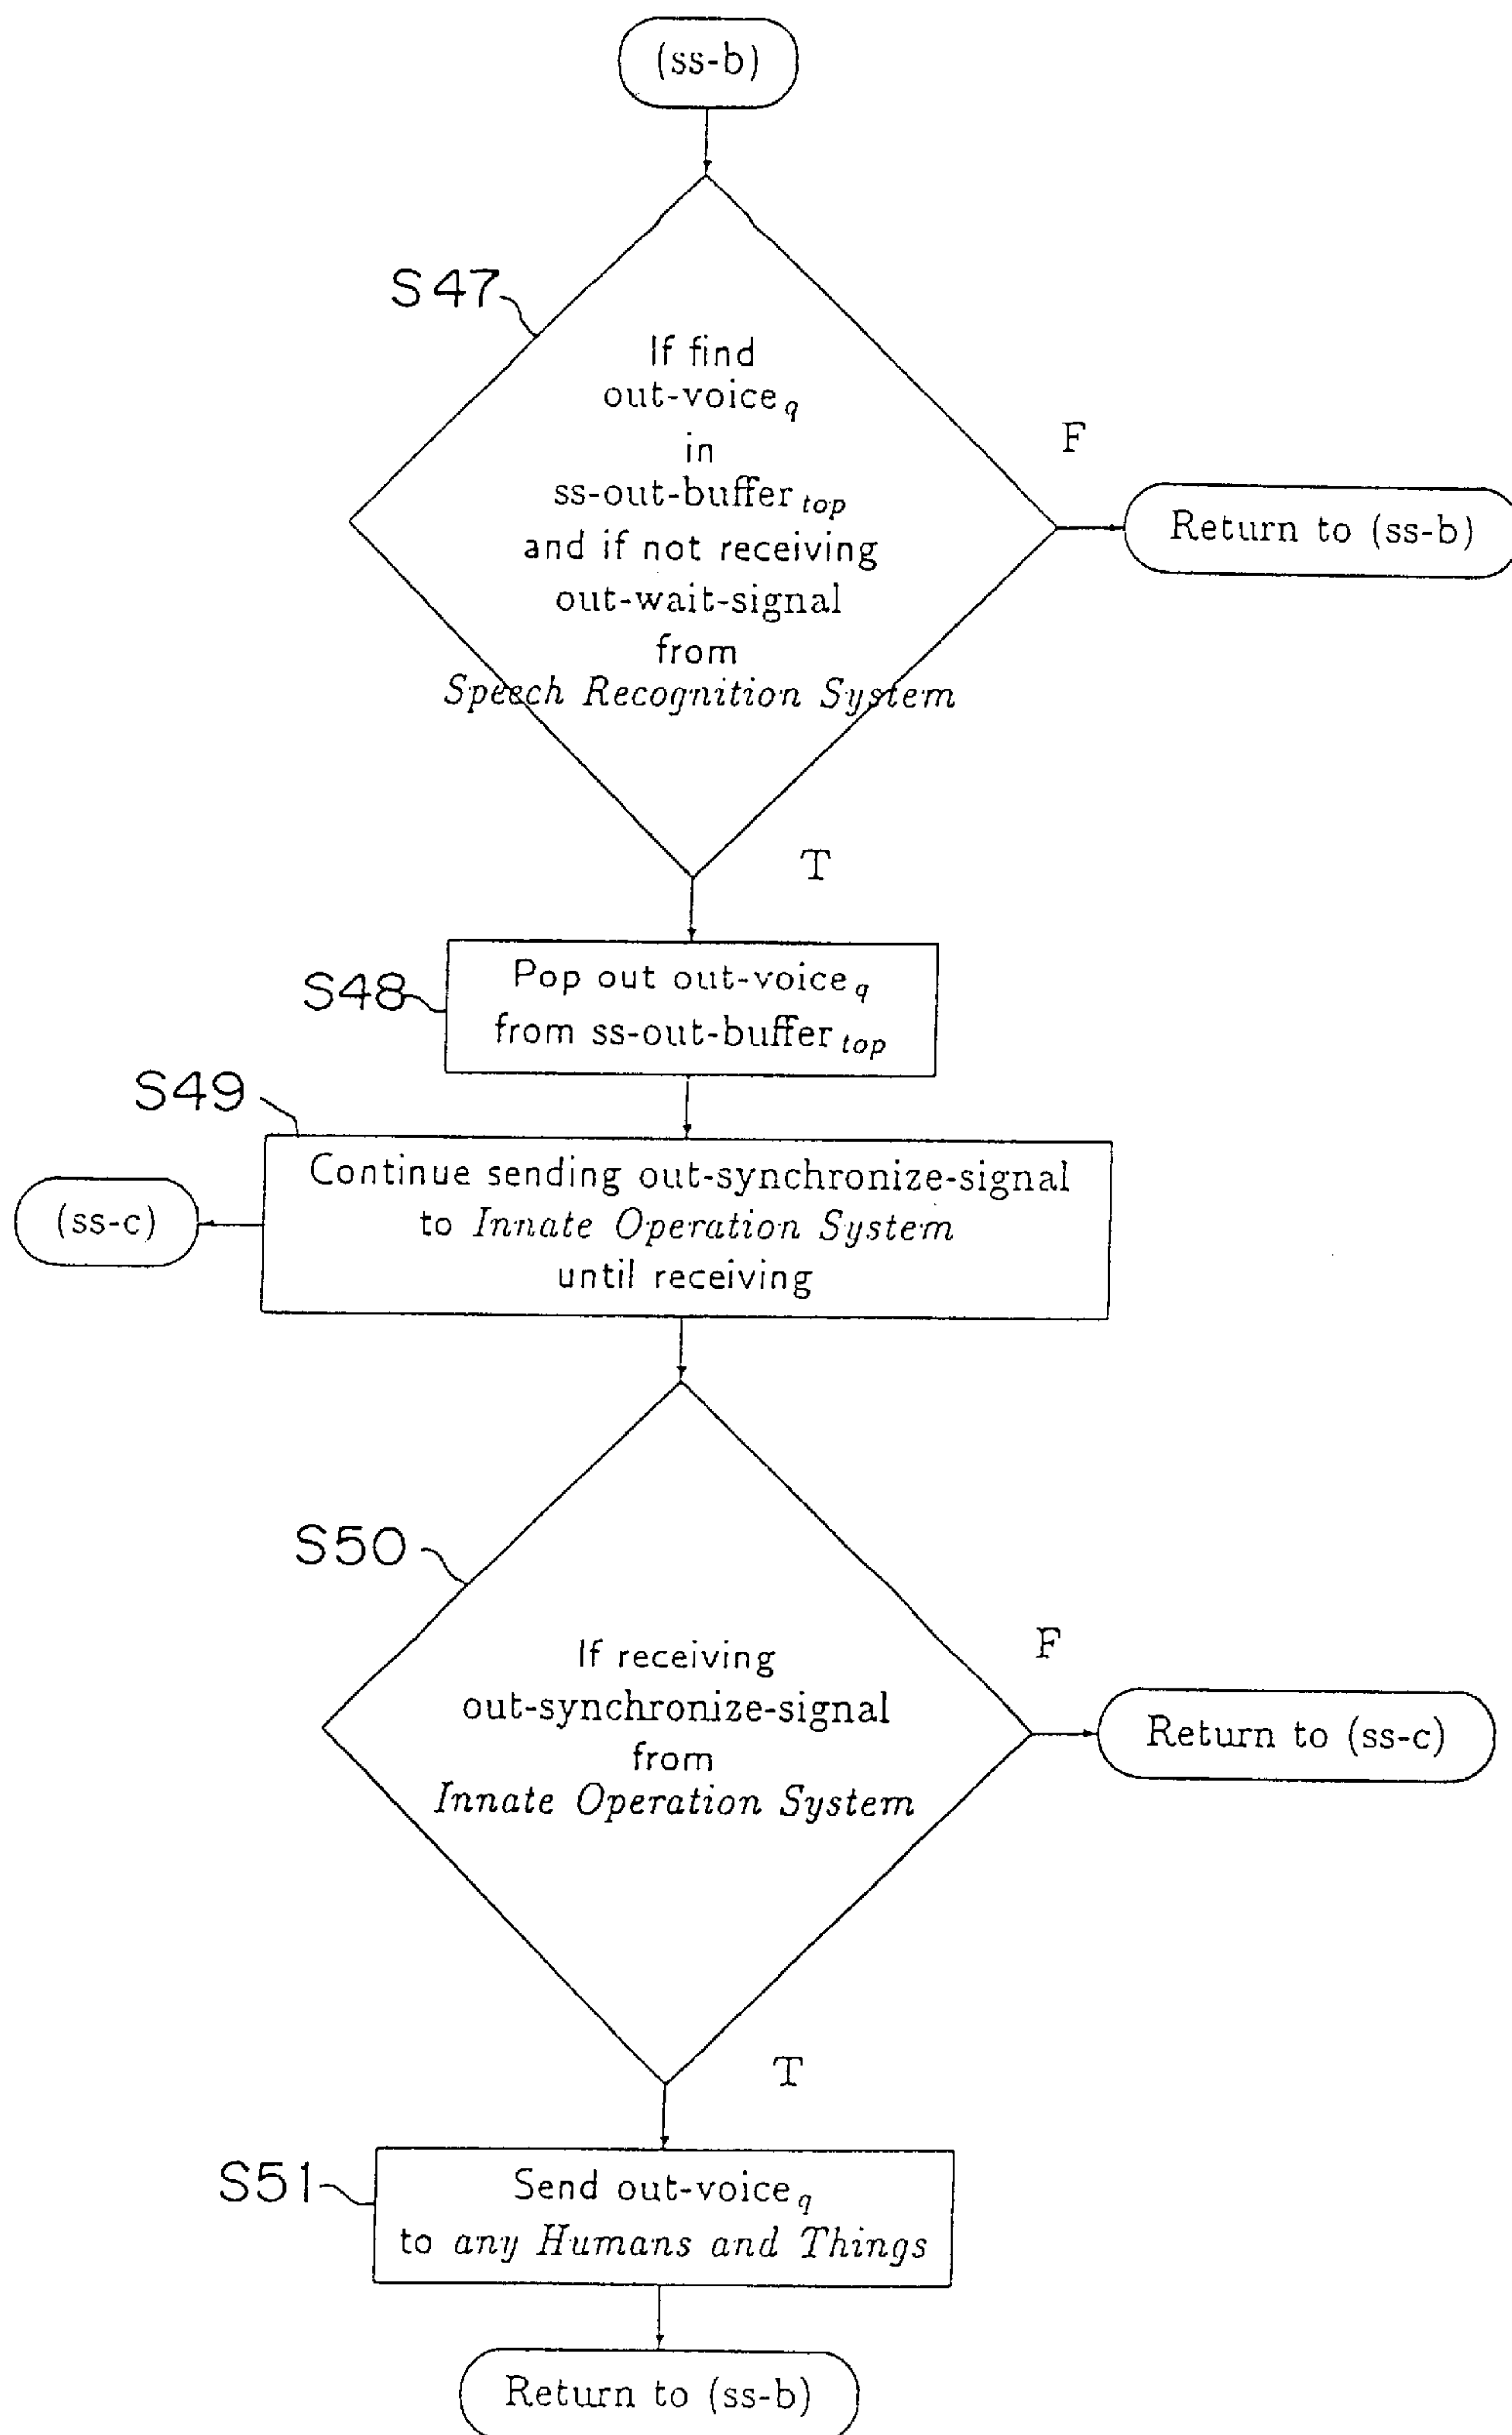 (ss-b)
S47
If find
out-voice q
in
ss-out-buffer top
and if not receiving
out-wait-signal
from
Speech Recognition System
F
Return to (ss-b)
T
S48
Pop out out-voice q
from ss-out-buffer top
S49
Continue sending out-synchronize-signal
to Innate Operation System
until receiving
(ss-c)
S50
If receiving
out-synchronize-signal
from
Innate Operation System
F
Return to (ss-c)
T
S51
Send out-voice q
to any Humans and Things
Return to (ss-b)